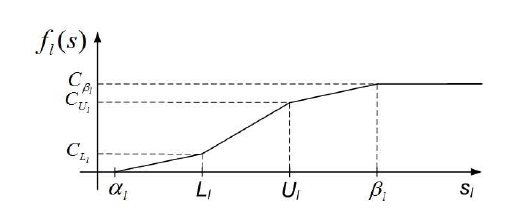 f_l(s)
C_{β_l}
C_{U_l}
C_{L_l}
α_l L_l U_l β_l s_l